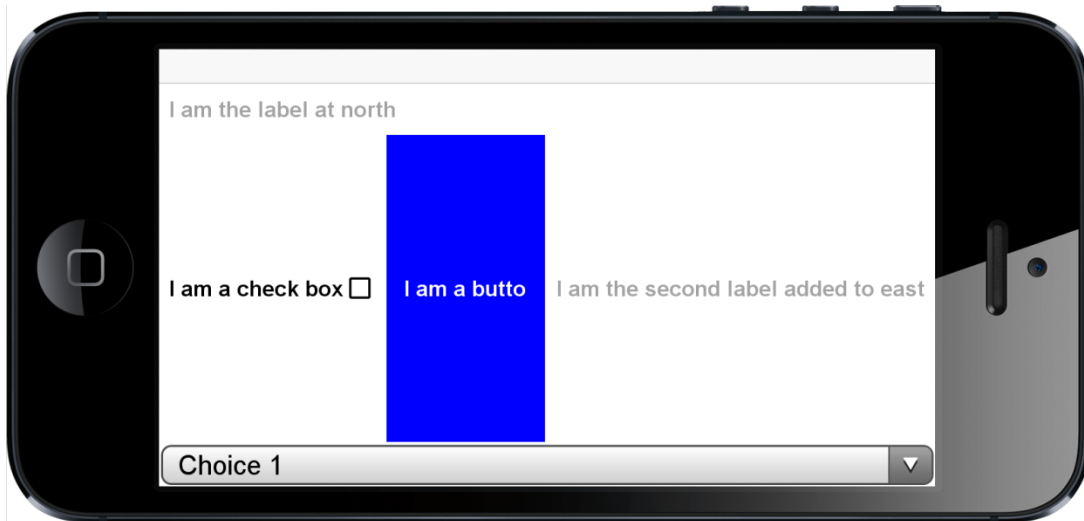 I am the label at north
I am a check box
I am a butto
I am the second label added to east
Choice 1